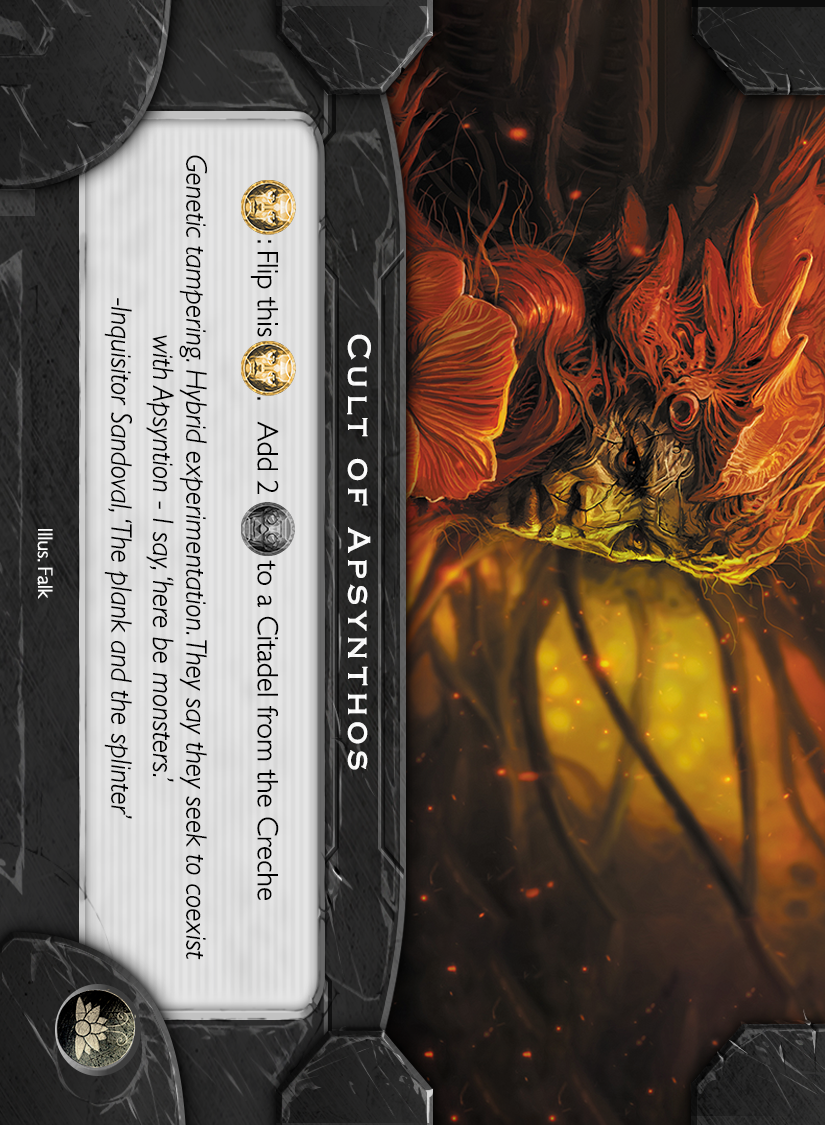 CULT OF APSYNTHOS
: Flip this . Add 2 to a Citadel from the Creche
Genetic tampering. Hybrid experimentation. They say they seek to coexist
with Apsyntion - I say, 'here be monsters.'
-Inquisitor Sandoval, 'The plank and the splinter'
Illus. Falk